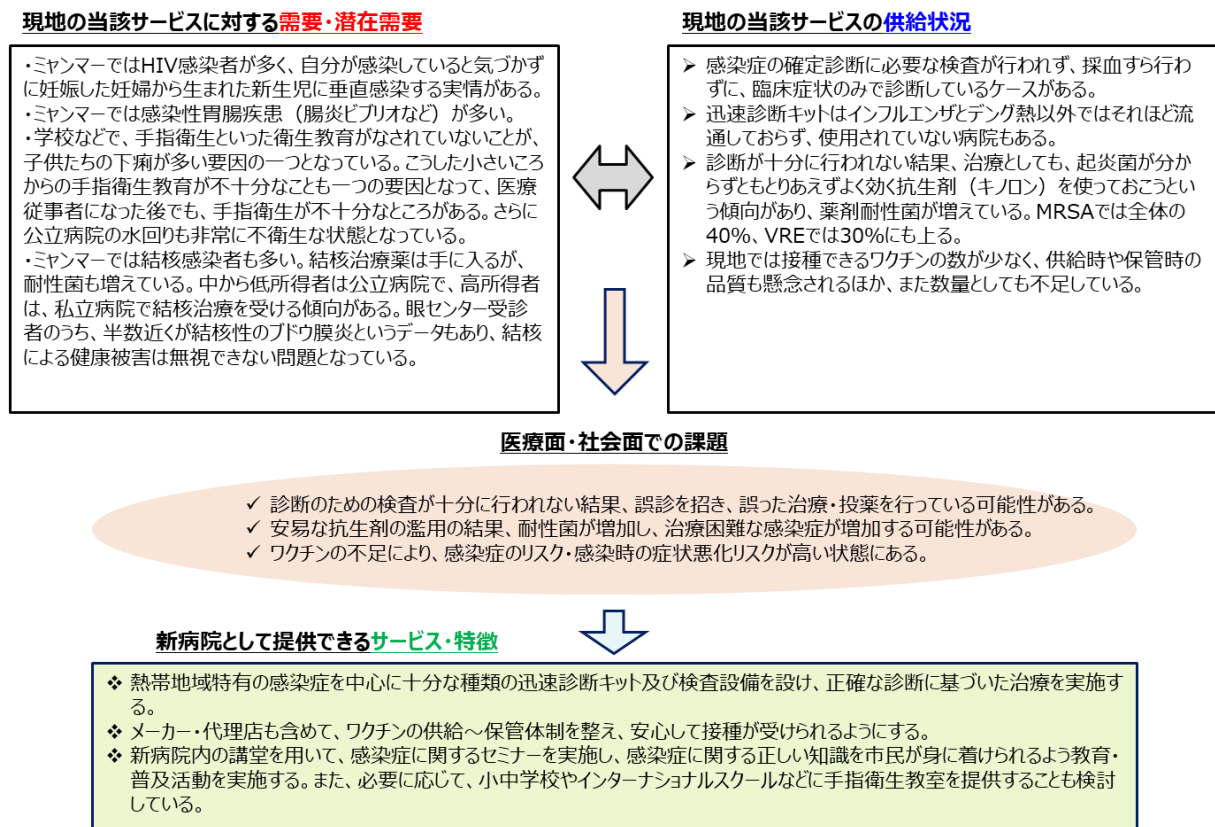 現地の当該サービスに対する需要・潜在需要
・ミャンマーではHIV感染者が多く、自分が感染していると気づかず
に妊娠した妊婦から生まれた新生児に垂直感染する実情がある。
・ミャンマーでは感染性胃腸疾患（腸炎ビブリオなど）が多い。
・学校などで、手指衛生といった衛生教育がなされていないことが、
子供たちの下痢が多い要因の一つとなっている。こうした小さいころ
からの手指衛生教育が不十分なことも一つの要因となって、医療
従事者になった後でも、手指衛生が不十分なところがある。さらに
公立病院の水回りも非常に不衛生な状態となっている。
・ミャンマーでは結核感染者も多い。結核治療薬は手に入るが、
耐性菌も増えている。中から低所得者は公立病院で、高所得者
は、私立病院で結核治療を受ける傾向がある。眼センター受診
者のうち、半数近くが結核性のブドウ膜炎というデータもあり、結核
による健康被害は無視できない問題となっている。
現地の当該サービスの供給状況
➢ 感染症の確定診断に必要な検査が行われず、採血すら行わ
ずに、臨床症状のみで診断しているケースがある。
➢ 迅速診断キットはインフルエンザとデング熱以外ではそれほど流
通しておらず、使用されていない病院もある。
➢ 診断が十分に行われない結果、治療としても、起炎菌が分か
らずともとりあえずよく効く抗生剤（キノロン）を使っておこうとい
う傾向があり、薬剤耐性菌が増えている。MRSAでは全体の
40％、VREでは30％にも上る。
➢ 現地では接種できるワクチンの数が少なく、供給時や保管時の
品質も懸念されるほか、また数量としても不足している。
医療面・社会面での課題
✓ 診断のための検査が十分に行われない結果、誤診を招き、誤った治療・投薬を行っている可能性がある。
✓ 安易な抗生剤の濫用の結果、耐性菌が増加し、治療困難な感染症が増加する可能性がある。
✓ ワクチンの不足により、感染症のリスク・感染時の症状悪化リスクが高い状態にある。
新病院として提供できるサービス・特徴
❖ 熱帯地域特有の感染症を中心に十分な種類の迅速診断キット及び検査設備を設け、正確な診断に基づいた治療を実施す
る。
❖ メーカー・代理店も含めて、ワクチンの供給～保管体制を整え、安心して接種が受けられるようにする。
❖ 新病院内の講堂を用いて、感染症に関するセミナーを実施し、感染症に関する正しい知識を市民が身に着けられるよう教育・
普及活動を実施する。また、必要に応じて、小中学校やインターナショナルスクールなどに手指衛生教室を提供することも検討
している。